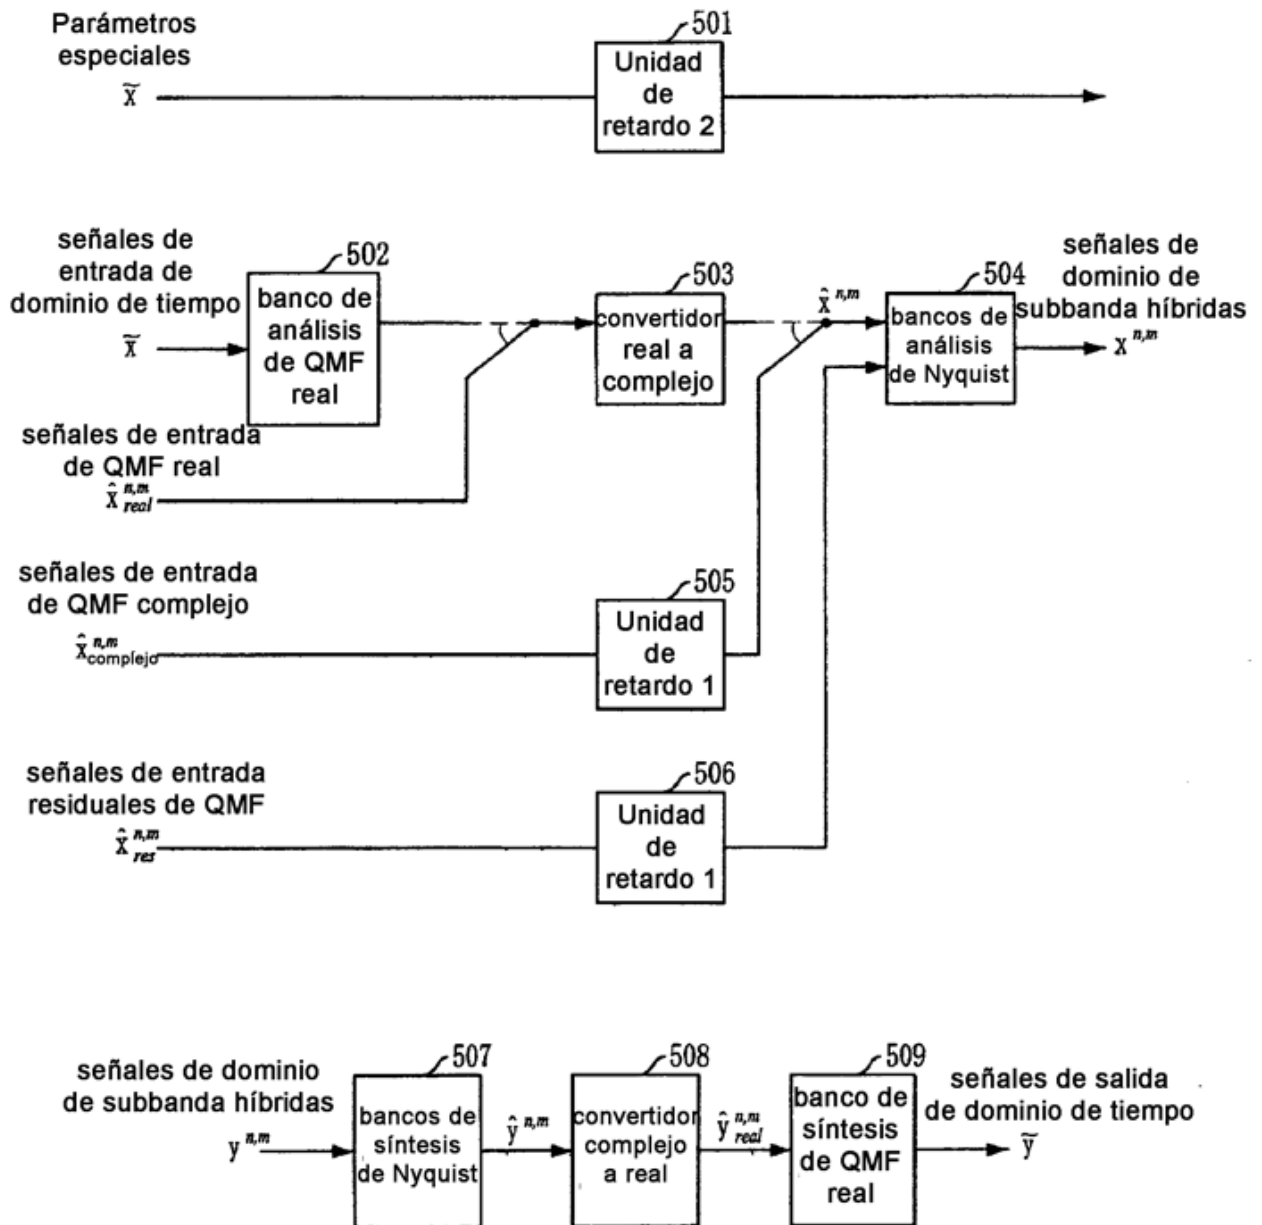 Parámetros
especiales
x̃
501
Unidad
de
retardo 2
señales de
entrada de
dominio de tiempo
x̃
502
banco de
análisis
de QMF
real
503
convertidor
real a
complejo
x̂ n,m
504
bancos de
análisis
de Nyquist
señales de
dominio de
subbanda híbridas
x n,m
señales de entrada
de QMF real
x̂ n,m real
señales de entrada
de QMF complejo
x̂ n,m complejo
505
Unidad
de
retardo 1
señales de entrada
residuales de QMF
x̂ n,m res
506
Unidad
de
retardo 1
señales de dominio
de subbanda híbridas
y n,m
507
bancos de
síntesis
de Nyquist
ŷ n,m
508
convertidor
complejo
a real
ŷ n,m real
509
banco de
síntesis
de QMF
real
señales de salida
de dominio de tiempo
ỹ